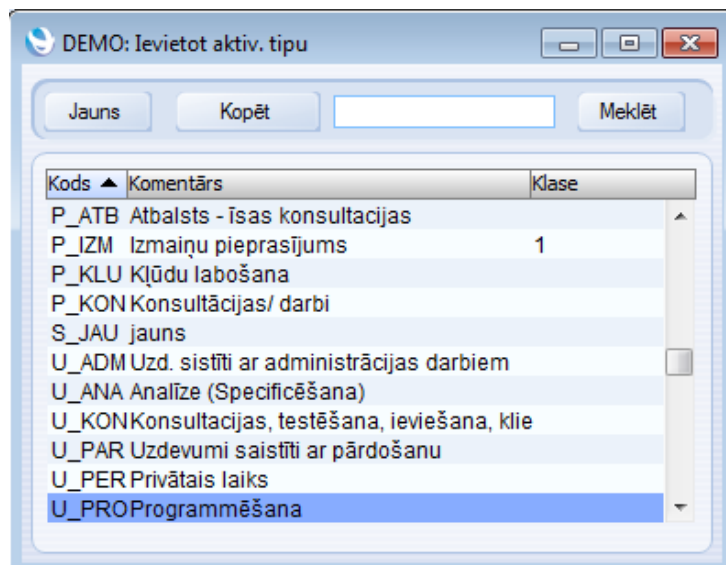 DEMO: Ievietot aktiv. tipu
Jauns Kopēt Meklēt
Kods Komentārs Klase
P_ATB Atbalsts - īsas konsultacijas
P_IZM Izmaiņu pieprasījums 1
P_KLU Kļūdu labošana
P_KON Konsultācijas/ darbi
S_JAU jauns
U_ADM Uzd. sistīti ar administrācijas darbiem
U_ANA Analīze (Specificēšana)
U_KON Konsultacijas, testēšana, ieviešana, klie
U_PAR Uzdevumi saistīti ar pārdošanu
U_PER Privātais laiks
U_PRO Programmēšana